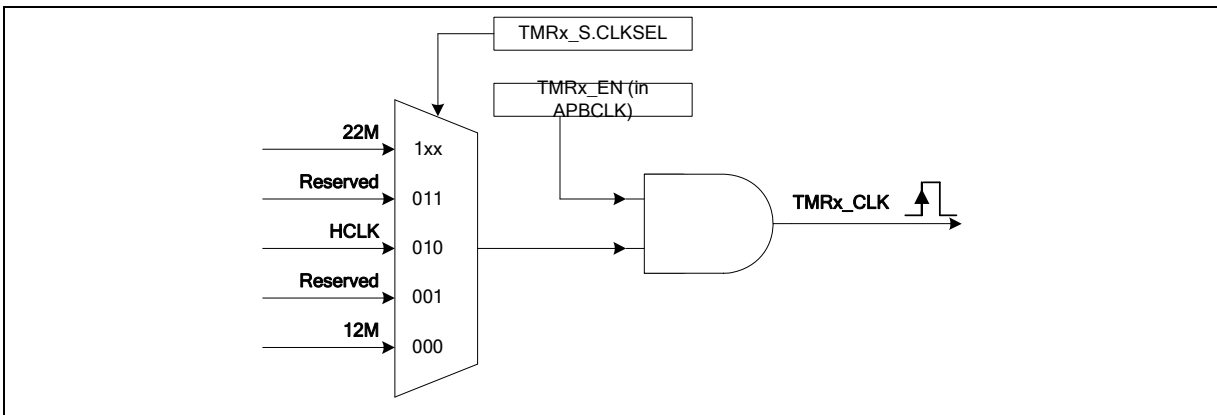 TMRx_S.CLKSEL
TMRx_EN (in
APBCLK)
22M
1xx
Reserved
011
HCLK
010
Reserved
001
12M
000
TMRx_CLK